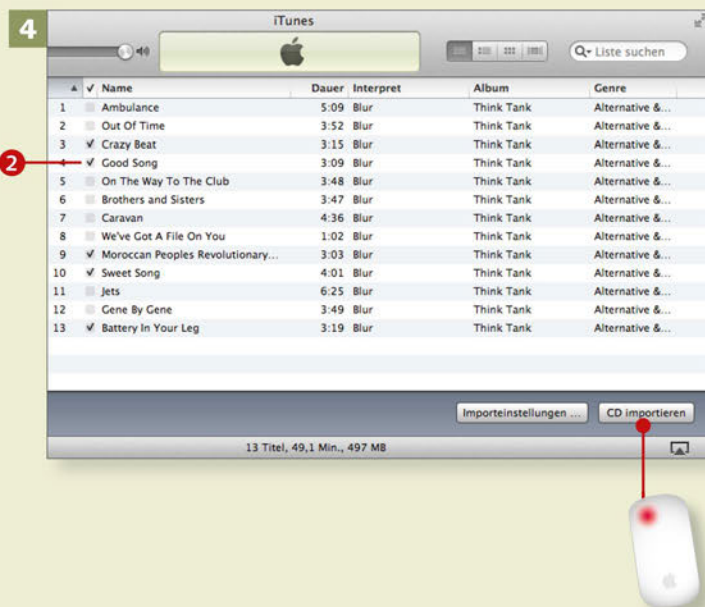 4
iTunes
Liste suchen
Name Dauer Interpret Album Genre
1 Ambulance 5:09 Blur Think Tank Alternative &...
2 Out Of Time 3:52 Blur Think Tank Alternative &...
3 Crazy Beat 3:15 Blur Think Tank Alternative &...
2
4 Good Song 3:09 Blur Think Tank Alternative &...
5 On The Way To The Club 3:48 Blur Think Tank Alternative &...
6 Brothers and Sisters 3:47 Blur Think Tank Alternative &...
7 Caravan 4:36 Blur Think Tank Alternative &...
8 We've Got A File On You 1:02 Blur Think Tank Alternative &...
9 Moroccan Peoples Revolutionary... 3:03 Blur Think Tank Alternative &...
10 Sweet Song 4:01 Blur Think Tank Alternative &...
11 Jets 6:25 Blur Think Tank Alternative &...
12 Gene By Gene 3:49 Blur Think Tank Alternative &...
13 Battery In Your Leg 3:19 Blur Think Tank Alternative &...
Importeinstellungen ... CD importieren
13 Titel, 49,1 Min., 497 MB